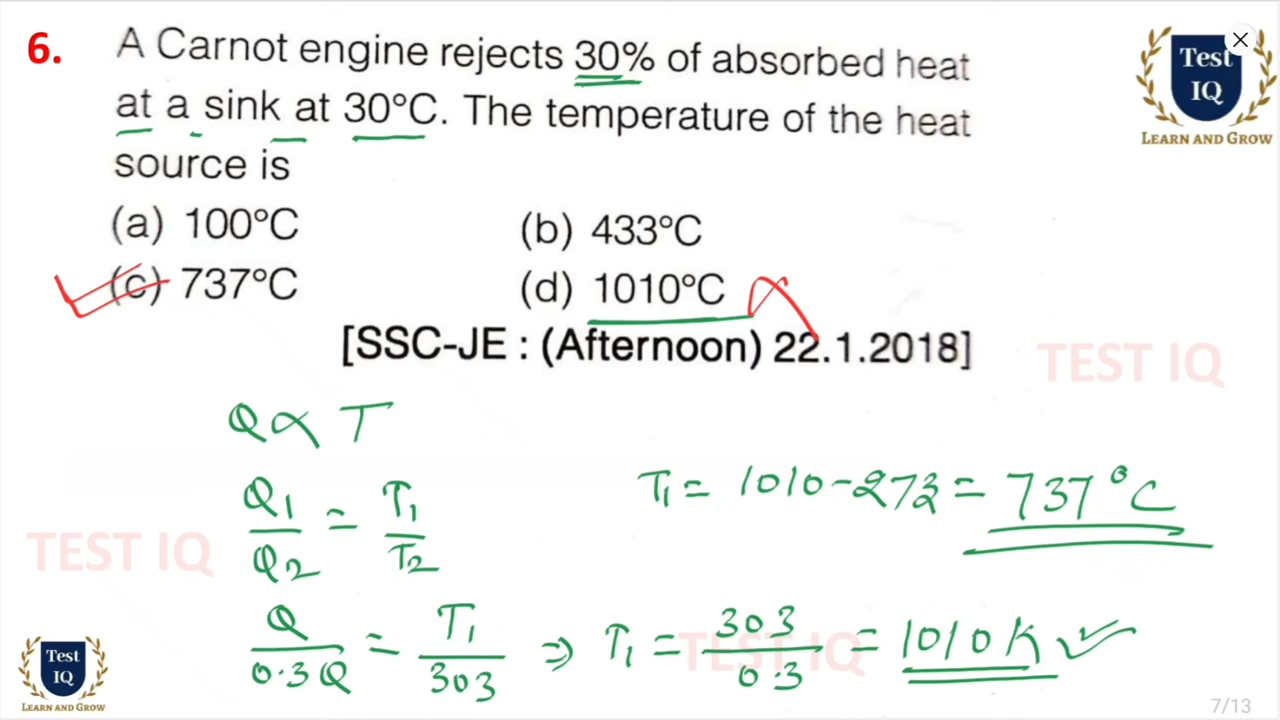 6. A Carnot engine rejects 30% of absorbed heat
at a sink at 30°C. The temperature of the heat
source is
(a) 100°C (b) 433°C
(c) 737°C (d) 1010°C
[SSC-JE : (Afternoon) 22.1.2018]
Test
IQ
LEARN AND GROW
TEST IQ
Q ∝ T
Q1/Q2 = T1/T2
T1 = 1010 - 273 = 737°C
TEST IQ
Q/0.3Q = T1/303 ⇒ T1 = 303/0.3 = 1010 K
TEST IQ
Test
IQ
LEARN AND GROW
7/13